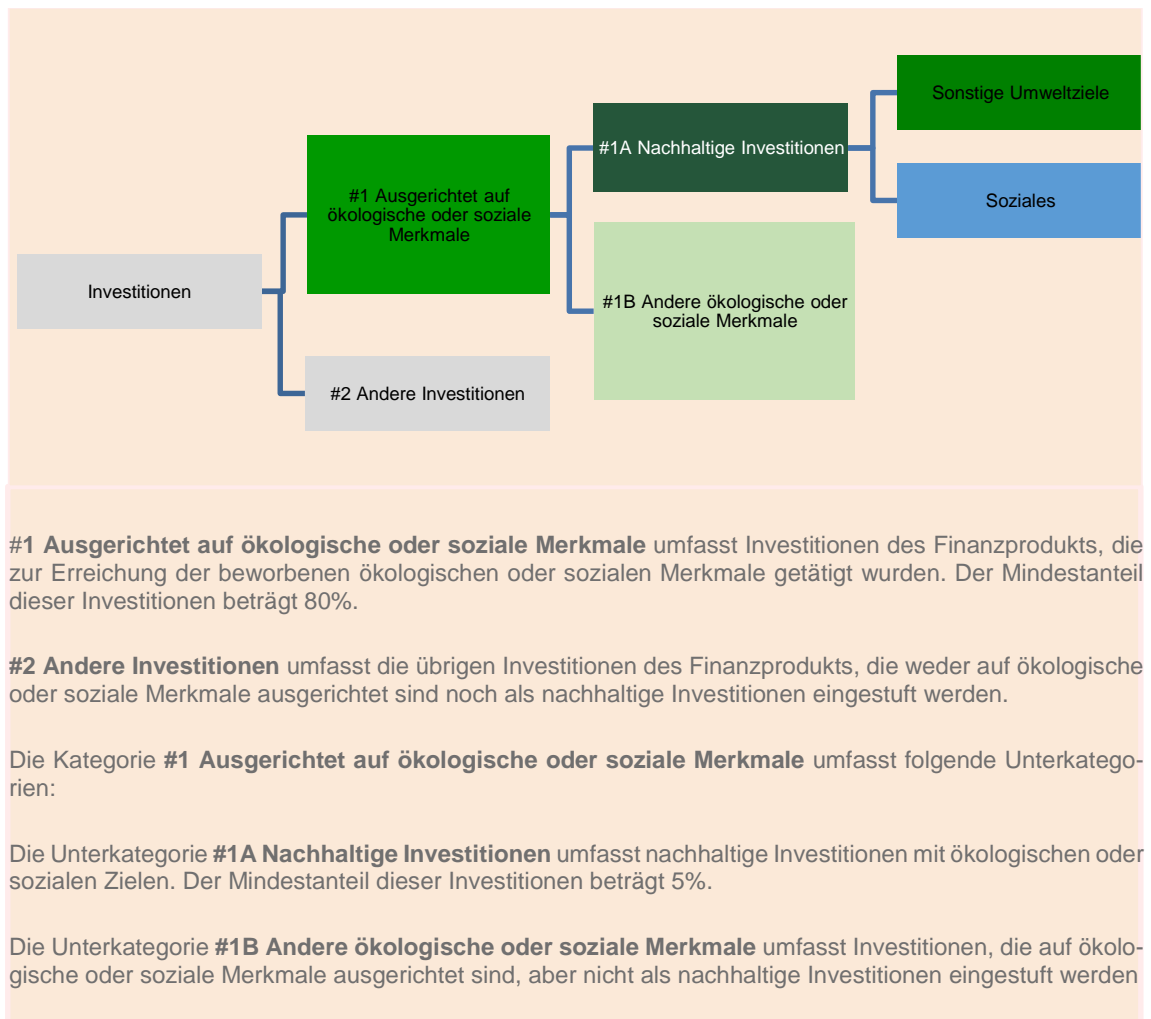 Sonstige Umweltziele
#1A Nachhaltige Investitionen
#1 Ausgerichtet auf
ökologische oder soziale
Merkmale
Soziales
Investitionen
#1B Andere ökologische oder
soziale Merkmale
#2 Andere Investitionen
#1 Ausgerichtet auf ökologische oder soziale Merkmale umfasst Investitionen des Finanzprodukts, die
zur Erreichung der beworbenen ökologischen oder sozialen Merkmale getätigt wurden. Der Mindestanteil
dieser Investitionen beträgt 80%.
#2 Andere Investitionen umfasst die übrigen Investitionen des Finanzprodukts, die weder auf ökologische
oder soziale Merkmale ausgerichtet sind noch als nachhaltige Investitionen eingestuft werden.
Die Kategorie #1 Ausgerichtet auf ökologische oder soziale Merkmale umfasst folgende Unterkatego-
rien:
Die Unterkategorie #1A Nachhaltige Investitionen umfasst nachhaltige Investitionen mit ökologischen oder
sozialen Zielen. Der Mindestanteil dieser Investitionen beträgt 5%.
Die Unterkategorie #1B Andere ökologische oder soziale Merkmale umfasst Investitionen, die auf ökolo-
gische oder soziale Merkmale ausgerichtet sind, aber nicht als nachhaltige Investitionen eingestuft werden